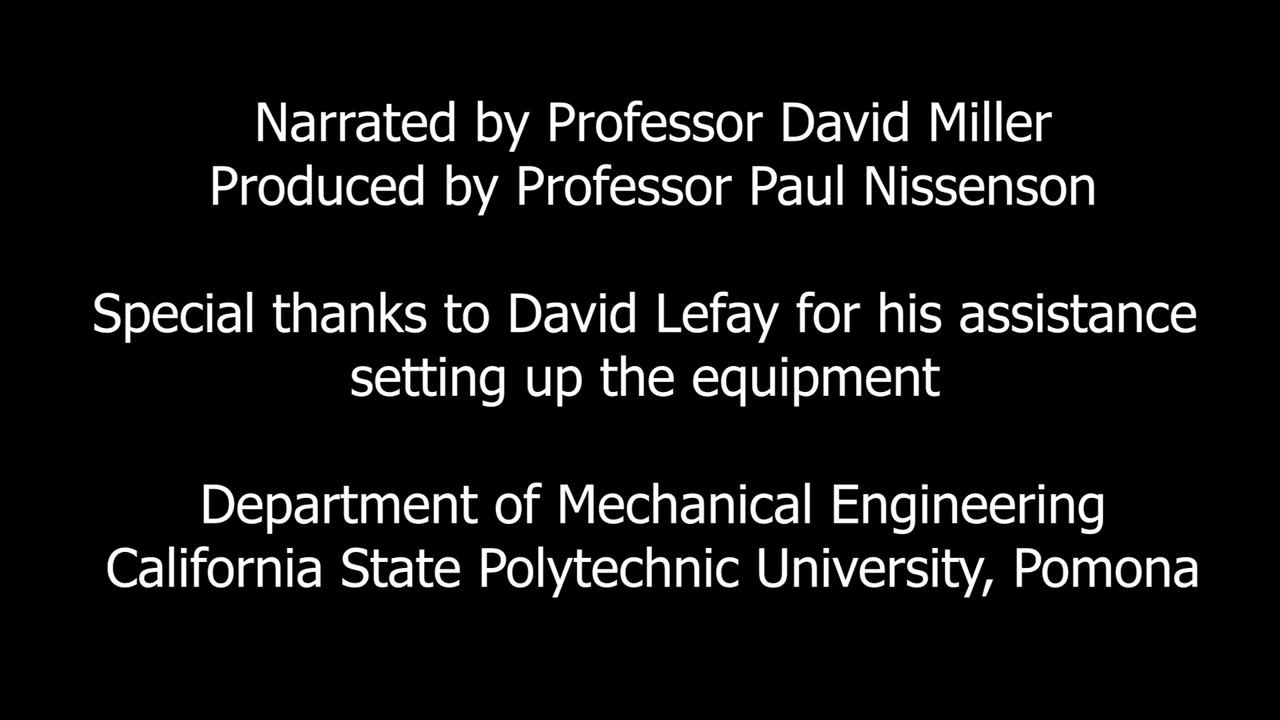 Narrated by Professor David Miller
Produced by Professor Paul Nissenson
Special thanks to David Lefay for his assistance
setting up the equipment
Department of Mechanical Engineering
California State Polytechnic University, Pomona